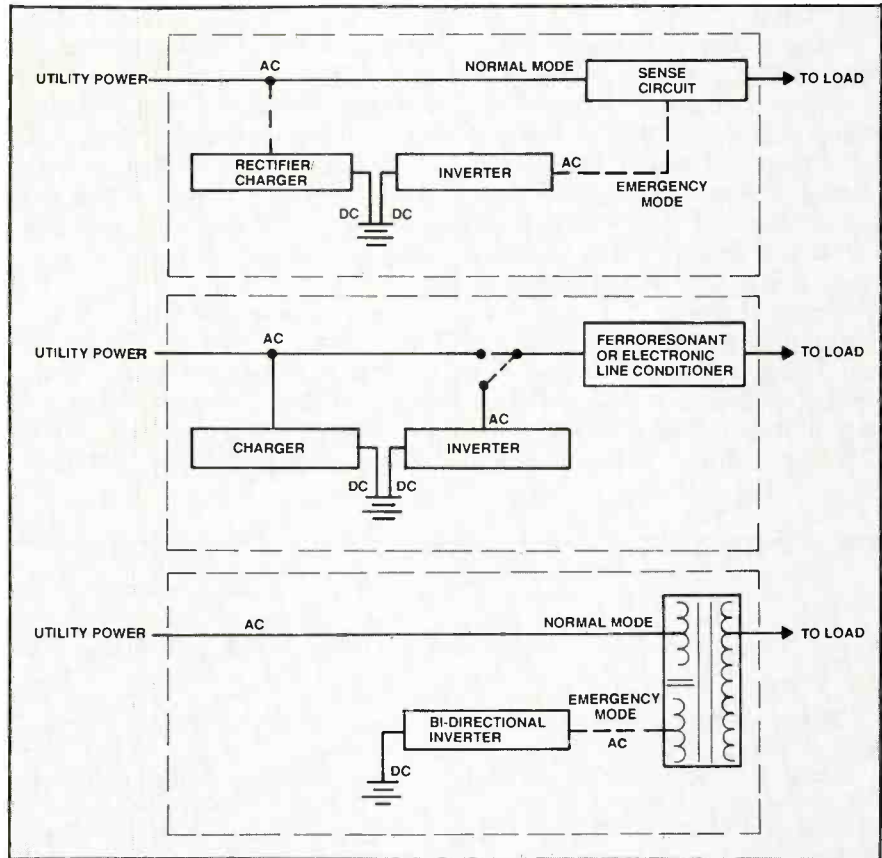 AC
NORMAL MODE
UTILITY POWER
SENSE
CIRCUIT
TO LOAD
RECTIFIER/
CHARGER
INVERTER
AC
EMERGENCY
MODE
DC
DC
AC
UTILITY POWER
FERRORESONANT
OR ELECTRONIC
LINE CONDITIONER
TO LOAD
AC
CHARGER
INVERTER
DC
DC
UTILITY POWER
AC
NORMAL MODE
TO LOAD
EMERGENCY
MODE
BI-DIRECTIONAL
INVERTER
AC
DC